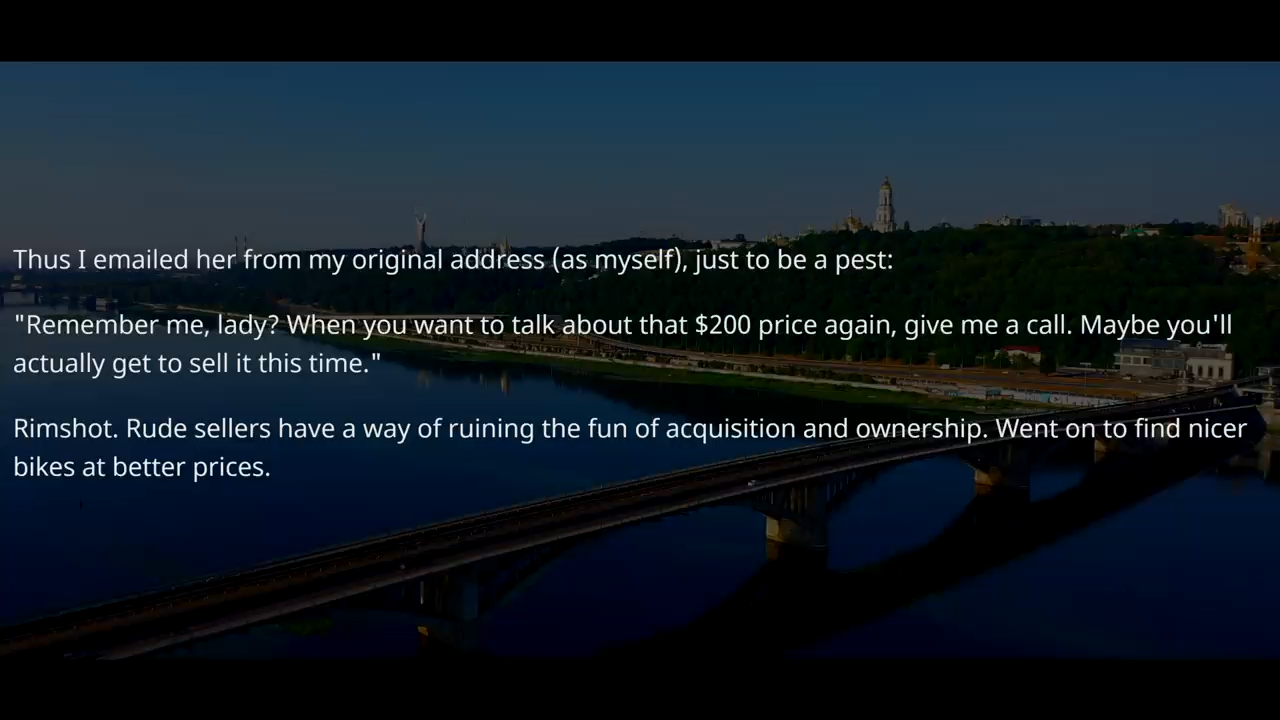 Thus I emailed her from my original address (as myself), just to be a pest:
"Remember me, lady? When you want to talk about that $200 price again, give me a call. Maybe you'll
actually get to sell it this time."
Rimshot. Rude sellers have a way of ruining the fun of acquisition and ownership. Went on to find nicer
bikes at better prices.